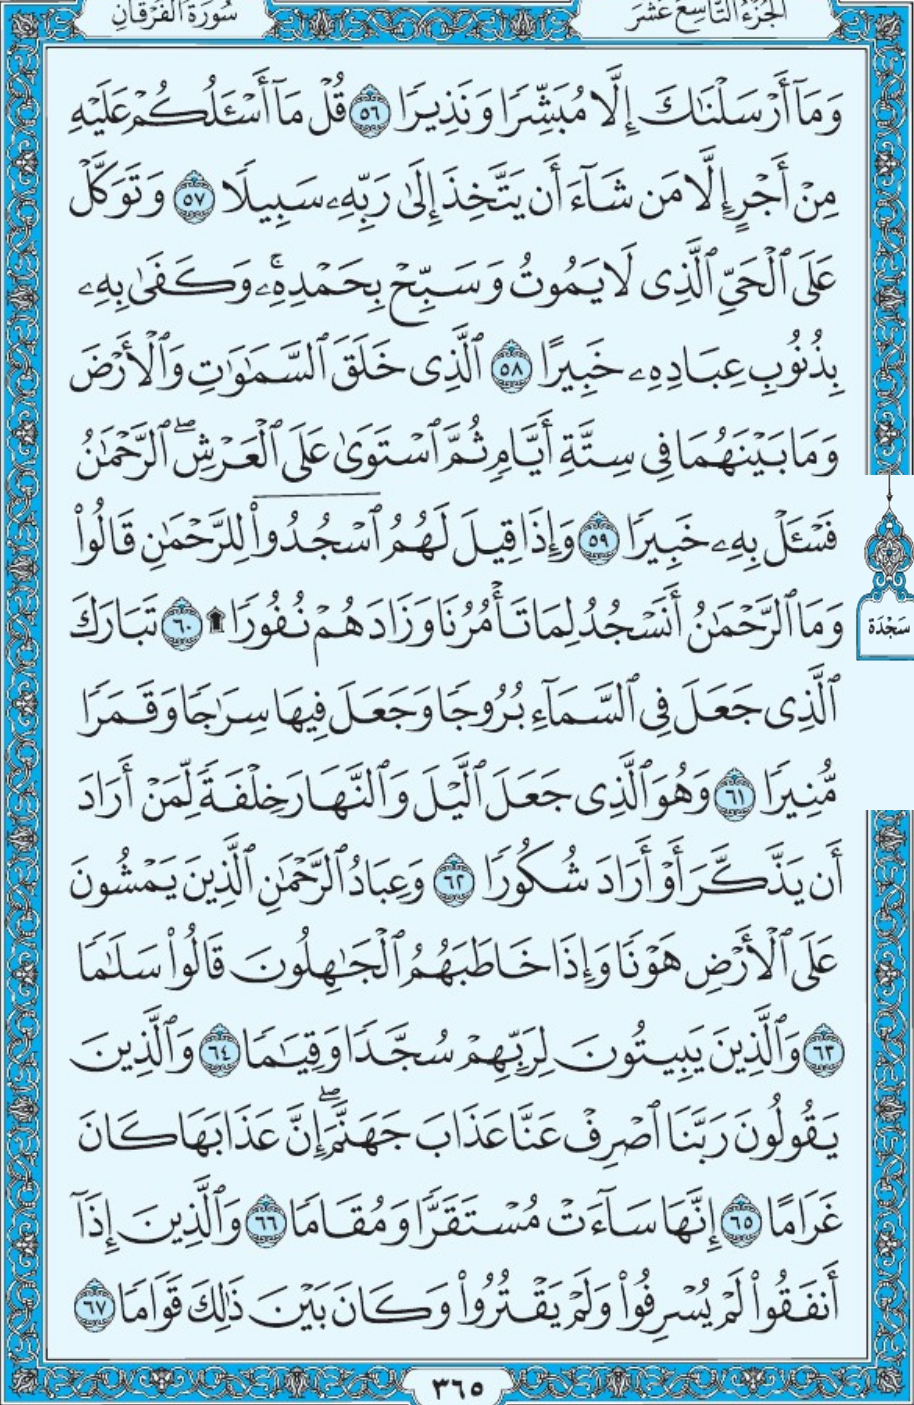 سُورَةُ الفُرْقَانِ
الجُزْءُ التَّاسِعَ عَشَرَ
وَمَآ أَرْسَلْنَٰكَ إِلَّا مُبَشِّرٗا وَنَذِيرٗا ٥٦ قُلْ مَآ أَسْـَٔلُكُمْ عَلَيْهِ
مِنْ أَجْرٍ إِلَّا مَن شَآءَ أَن يَتَّخِذَ إِلَىٰ رَبِّهِۦ سَبِيلٗا ٥٧ وَتَوَكَّلْ
عَلَى ٱلْحَيِّ ٱلَّذِى لَا يَمُوتُ وَسَبِّحْ بِحَمْدِهِۦۚ وَكَفَىٰ بِهِۦ
بِذُنُوبِ عِبَادِهِۦ خَبِيرًا ٥٨ ٱلَّذِى خَلَقَ ٱلسَّمَٰوَٰتِ وَٱلْأَرْضَ
وَمَا بَيْنَهُمَا فِى سِتَّةِ أَيَّامٖ ثُمَّ ٱسْتَوَىٰ عَلَى ٱلْعَرْشِۖ ٱلرَّحْمَٰنُ
فَسْـَٔلْ بِهِۦ خَبِيرٗا ٥٩ وَإِذَا قِيلَ لَهُمُ ٱسْجُدُوا۟ لِلرَّحْمَٰنِ قَالُوا۟
وَمَا ٱلرَّحْمَٰنُ أَنَسْجُدُ لِمَا تَأْمُرُنَا وَزَادَهُمْ نُفُورٗا ۩ ٦٠ تَبَارَكَ
سَجْدَة
ٱلَّذِى جَعَلَ فِى ٱلسَّمَآءِ بُرُوجٗا وَجَعَلَ فِيهَا سِرَٰجٗا وَقَمَرٗا
مُّنِيرٗا ٦١ وَهُوَ ٱلَّذِى جَعَلَ ٱلَّيْلَ وَٱلنَّهَارَ خِلْفَةٗ لِّمَنْ أَرَادَ
أَن يَذَّكَّرَ أَوْ أَرَادَ شُكُورٗا ٦٢ وَعِبَادُ ٱلرَّحْمَٰنِ ٱلَّذِينَ يَمْشُونَ
عَلَى ٱلْأَرْضِ هَوْنٗا وَإِذَا خَاطَبَهُمُ ٱلْجَٰهِلُونَ قَالُوا۟ سَلَٰمٗا
٦٣ وَٱلَّذِينَ يَبِيتُونَ لِرَبِّهِمْ سُجَّدٗا وَقِيَٰمٗا ٦٤ وَٱلَّذِينَ
يَقُولُونَ رَبَّنَا ٱصْرِفْ عَنَّا عَذَابَ جَهَنَّمَۖ إِنَّ عَذَابَهَا كَانَ
غَرَامًا ٦٥ إِنَّهَا سَآءَتْ مُسْتَقَرّٗا وَمُقَامٗا ٦٦ وَٱلَّذِينَ إِذَآ
أَنفَقُوا۟ لَمْ يُسْرِفُوا۟ وَلَمْ يَقْتُرُوا۟ وَكَانَ بَيْنَ ذَٰلِكَ قَوَامٗا ٦٧
٣٦٥